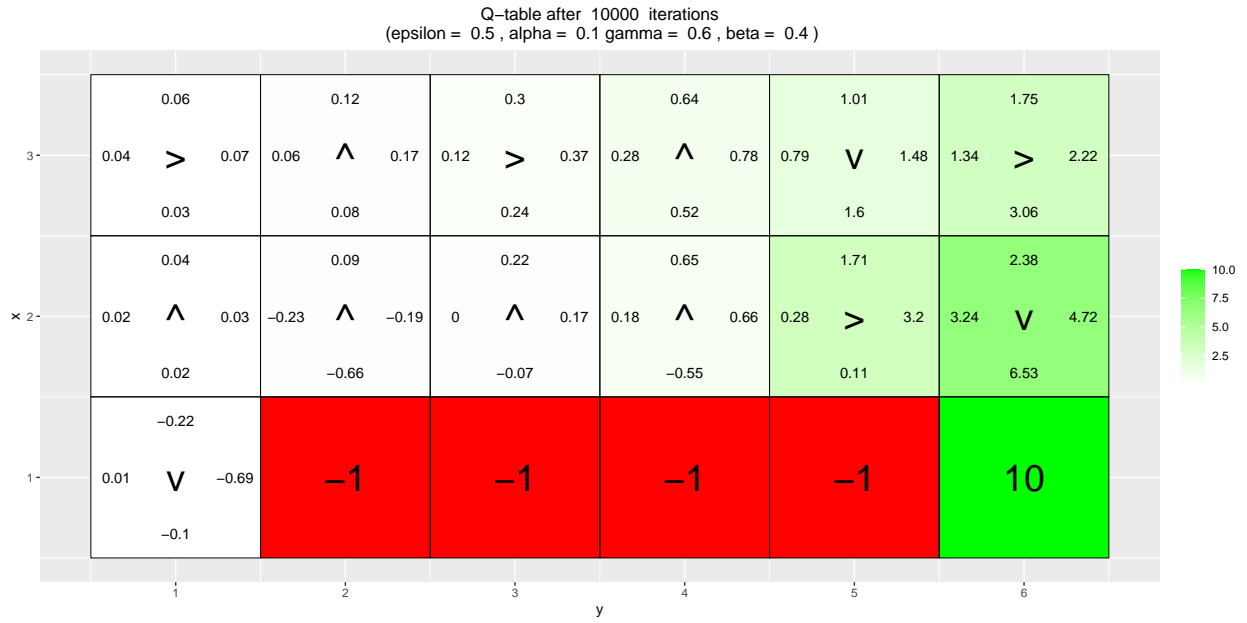 Q−table after  10000  iterations
(epsilon =  0.5 , alpha =  0.1 gamma =  0.6 , beta =  0.4 )
0.06 0.12 0.3 0.64 1.01 1.75
3 0.04 > 0.07 0.06 ^ 0.17 0.12 > 0.37 0.28 ^ 0.78 0.79 v 1.48 1.34 > 2.22
0.03 0.08 0.24 0.52 1.6 3.06
0.04 0.09 0.22 0.65 1.71 2.38
x 2 0.02 ^ 0.03 −0.23 ^ −0.19 0 ^ 0.17 0.18 ^ 0.66 0.28 > 3.2 3.24 v 4.72
0.02 −0.66 −0.07 −0.55 0.11 6.53
−0.22
1 0.01 v −0.69 −1 −1 −1 −1 10
−0.1
1 2 3 4 5 6
y
10.0
7.5
5.0
2.5